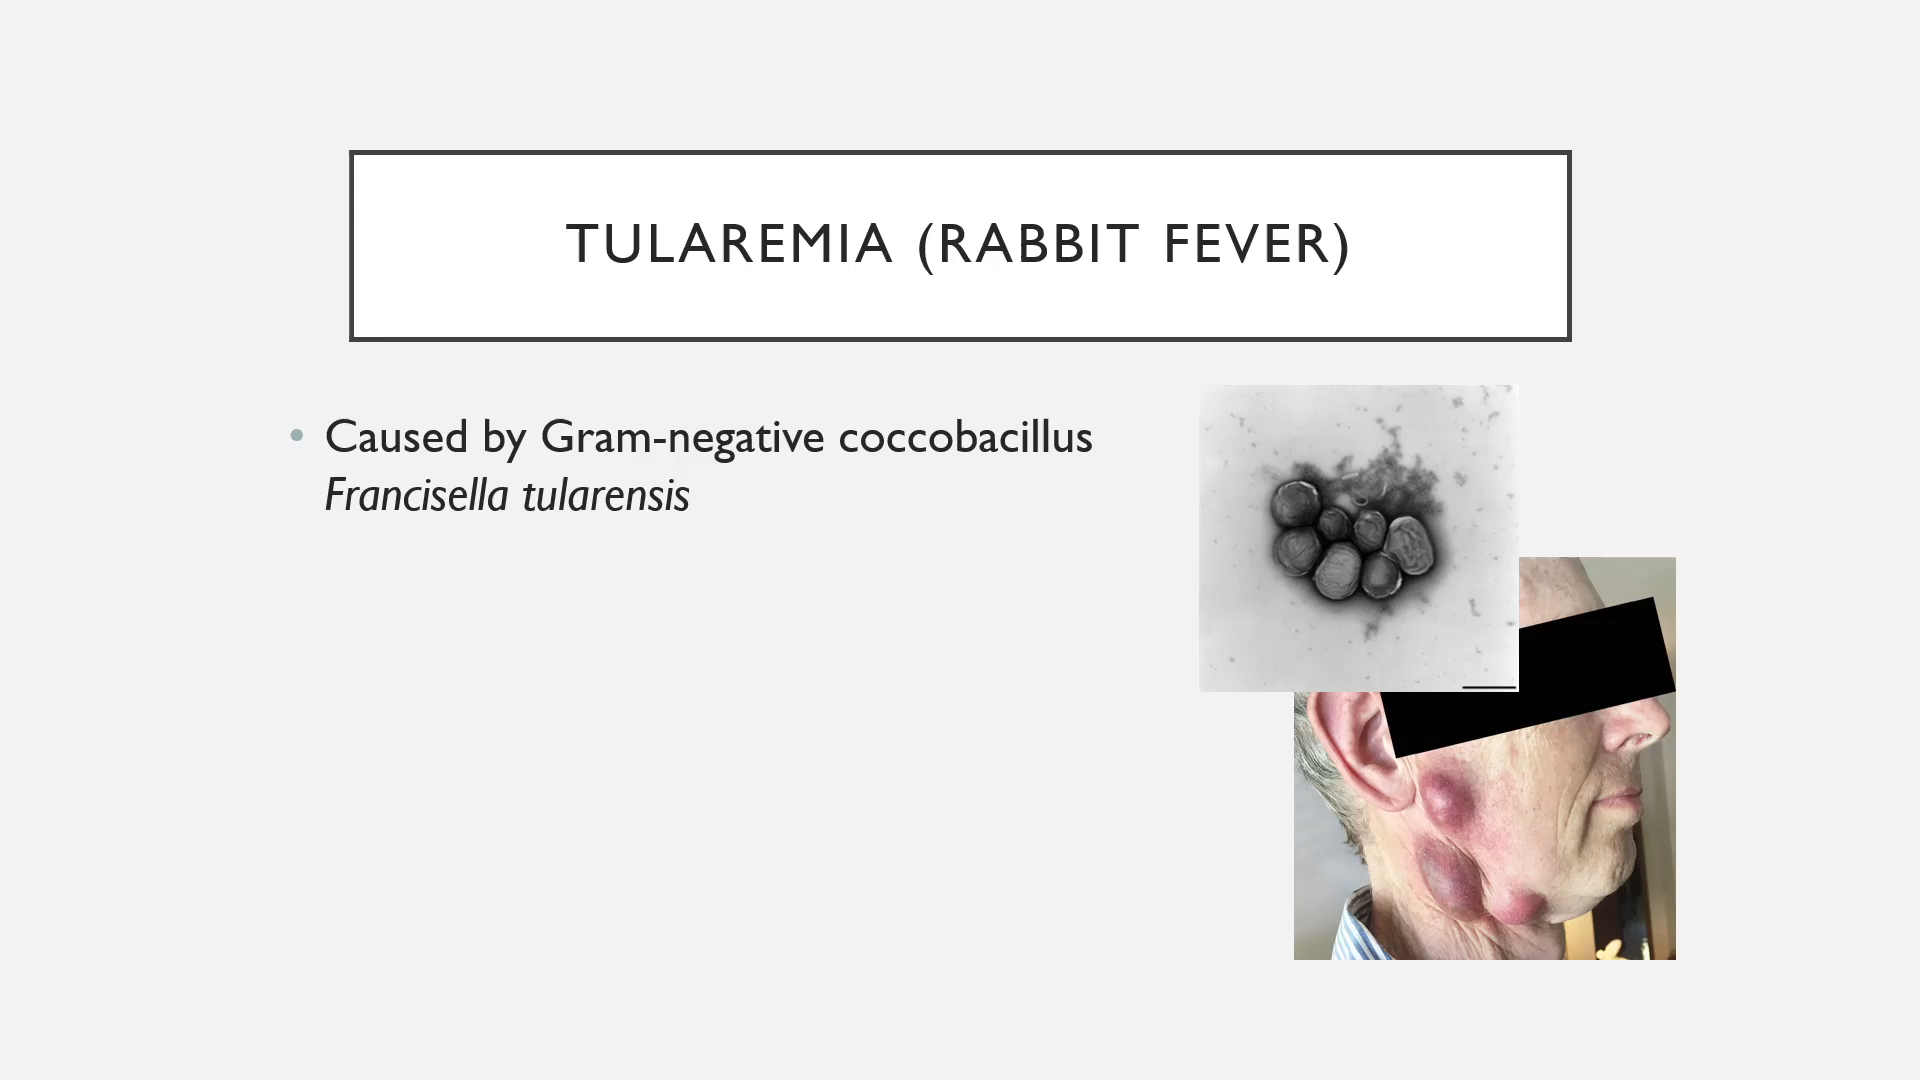 TULAREMIA (RABBIT FEVER)
• Caused by Gram-negative coccobacillus
Francisella tularensis